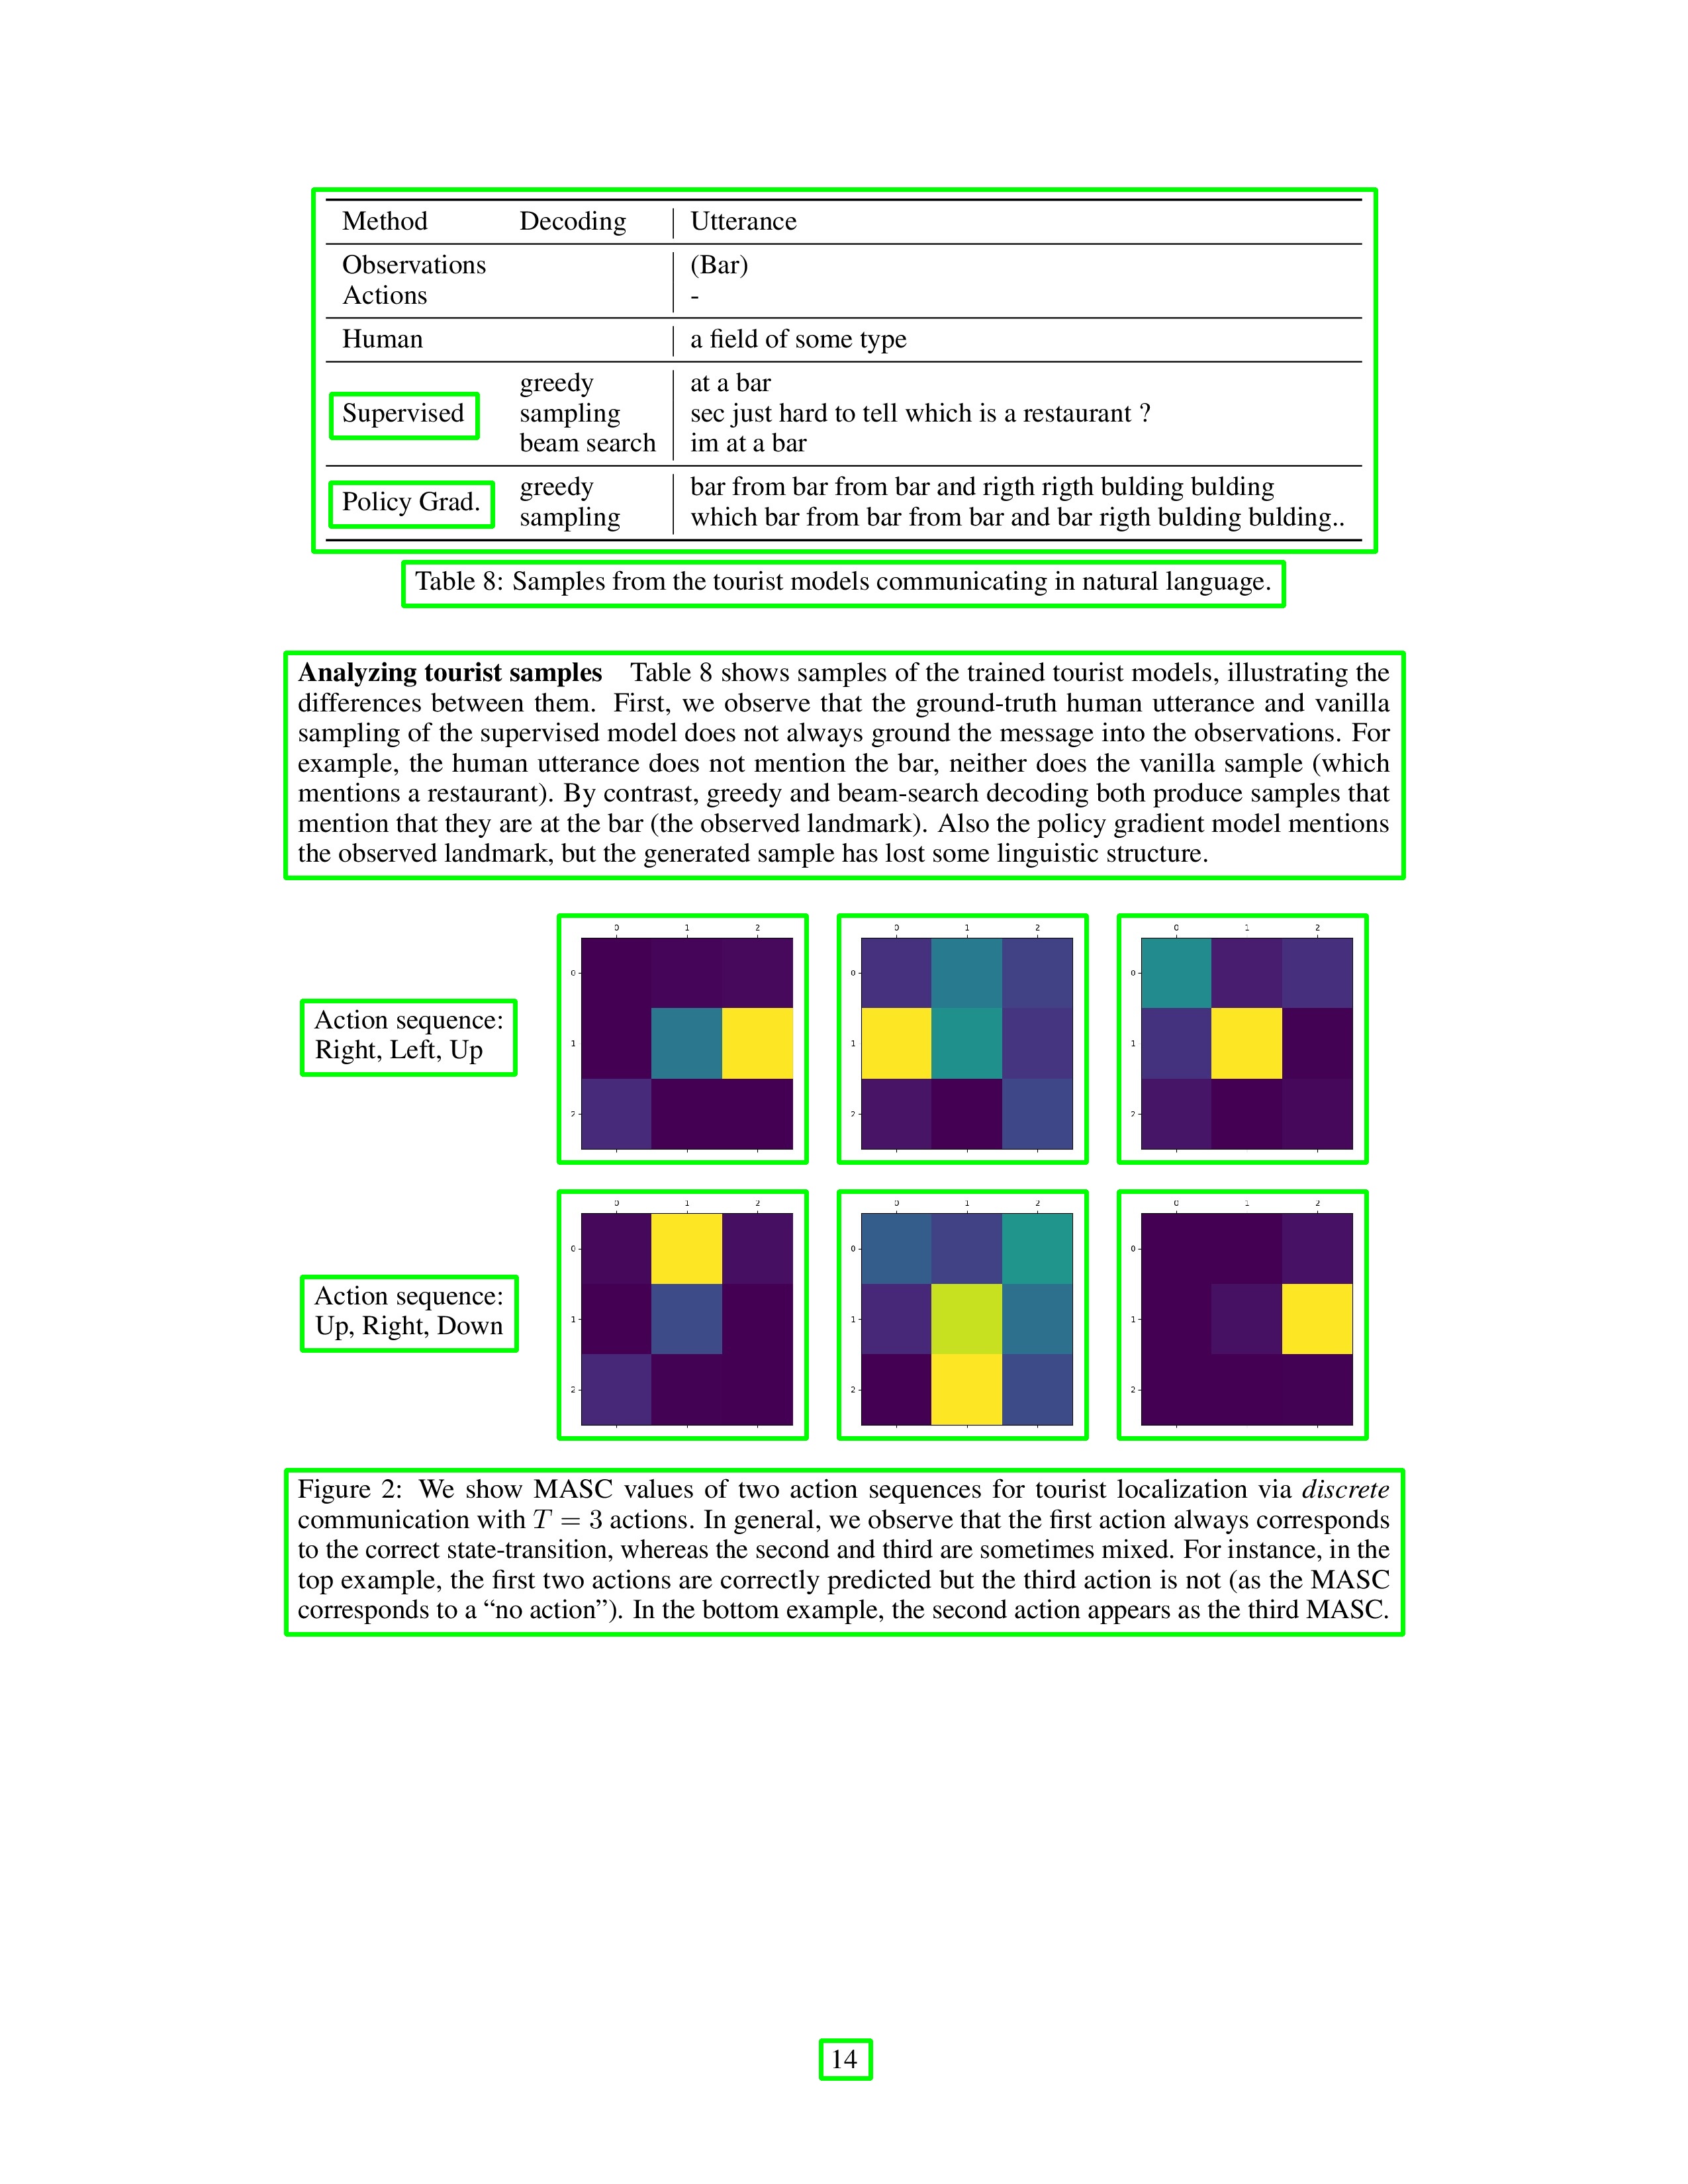 Method Decoding Utterance
Observations (Bar)
Actions -
Human a field of some type
greedy at a bar
Supervised sampling sec just hard to tell which is a restaurant ?
beam search im at a bar
Policy Grad. greedy bar from bar from bar and rigth rigth bulding bulding
sampling which bar from bar from bar and bar rigth bulding bulding..
Table 8: Samples from the tourist models communicating in natural language.
Analyzing tourist samples Table 8 shows samples of the trained tourist models, illustrating the
differences between them. First, we observe that the ground-truth human utterance and vanilla
sampling of the supervised model does not always ground the message into the observations. For
example, the human utterance does not mention the bar, neither does the vanilla sample (which
mentions a restaurant). By contrast, greedy and beam-search decoding both produce samples that
mention that they are at the bar (the observed landmark). Also the policy gradient model mentions
the observed landmark, but the generated sample has lost some linguistic structure.
Action sequence:
Right, Left, Up
0 1 2
0
1
2
0 1 2
0
1
2
0 1 2
0
1
2
Action sequence:
Up, Right, Down
0 1 2
0
1
2
0 1 2
0
1
2
0 1 2
0
1
2
Figure 2: We show MASC values of two action sequences for tourist localization via discrete
communication with T = 3 actions. In general, we observe that the first action always corresponds
to the correct state-transition, whereas the second and third are sometimes mixed. For instance, in the
top example, the first two actions are correctly predicted but the third action is not (as the MASC
corresponds to a “no action”). In the bottom example, the second action appears as the third MASC.
14